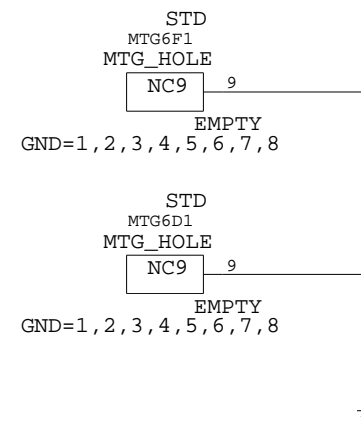 STD
MTG6F1
MTG_HOLE
NC9 9
EMPTY
GND=1,2,3,4,5,6,7,8
STD
MTG6D1
MTG_HOLE
NC9 9
EMPTY
GND=1,2,3,4,5,6,7,8